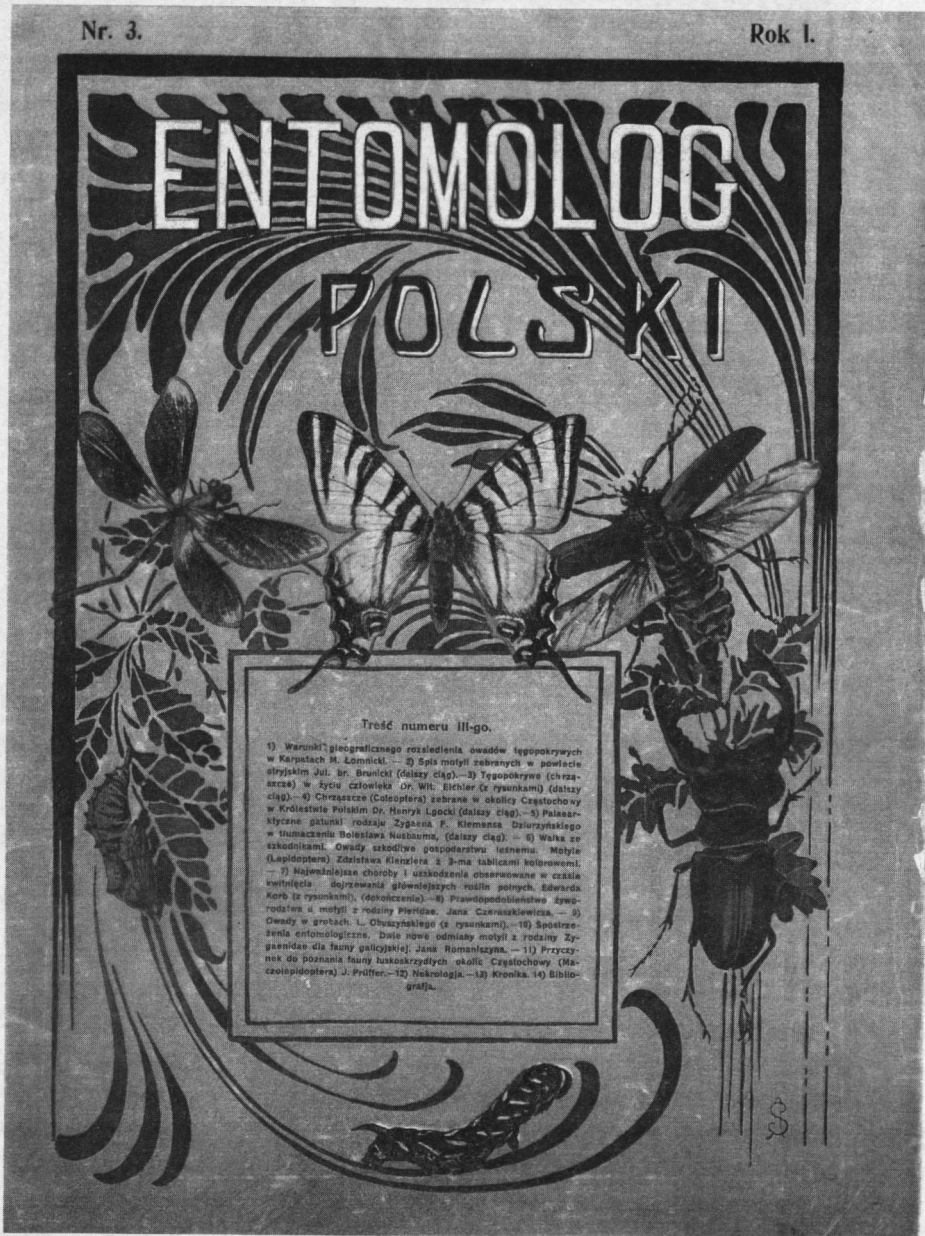 Nr. 3.
Rok I.
ENTOMOLOG
POLSKI
Treść numeru III-go.
1) Warunki gieograficznego rozsiedlenia owadów tęgopokrywych
w Karpatach M. Łomnicki. — 2) Spis motyli zebranych w powiecie
stryjskim Jul. br. Brunicki (dalszy ciąg).—3) Tęgopokrywe (chrzą-
szcze) w życiu człowieka Dr. Wit. Eichler (z rysunkami) (dalszy
ciąg).—4) Chrząszcze (Coleoptera) zebrane w okolicy Częstochowy
w Królestwie Polskim Dr. Henryk Lgocki (dalszy ciąg).—5) Palaear-
ktyczne gatunki rodzaju Zygaena F. Klemensa Dziurzyńskiego
w tłumaczeniu Bolesława Nusbauma, (dalszy ciąg). — 6) Walka ze
szkodnikami. Owady szkodliwe gospodarstwu leśnemu. Motyle
(Lepidoptera) Zdzisława Kienzlera z 3-ma tablicami kolorowemi.
— 7) Najważniejsze choroby i uszkodzenia obserwowane w czasie
kwitnięcia dojrzewania główniejszych roślin polnych. Edwarda
Korb (z rysunkami), (dokończenie).—8) Prawdopodobieństwo żywo-
rodztwa u motyli z rodziny Pieridae. Jana Czeraszkiewicza. — 9)
Owady w grobach. L. Obuszyńskiego (z rysunkami).—10) Spostrze-
żenia entomologiczne. Dwie nowe odmiany motyli z rodziny Zy-
gaenidae dla fauny galicyjskiej. Jana Romaniszyna. — 11) Przyczy-
nek do poznania fauny łuskoskrzydłych okolic Częstochowy (Ma-
crolepidoptera) J. Prüffer.—12) Nekrologja.—13) Kronika. 14) Biblio-
grafja.